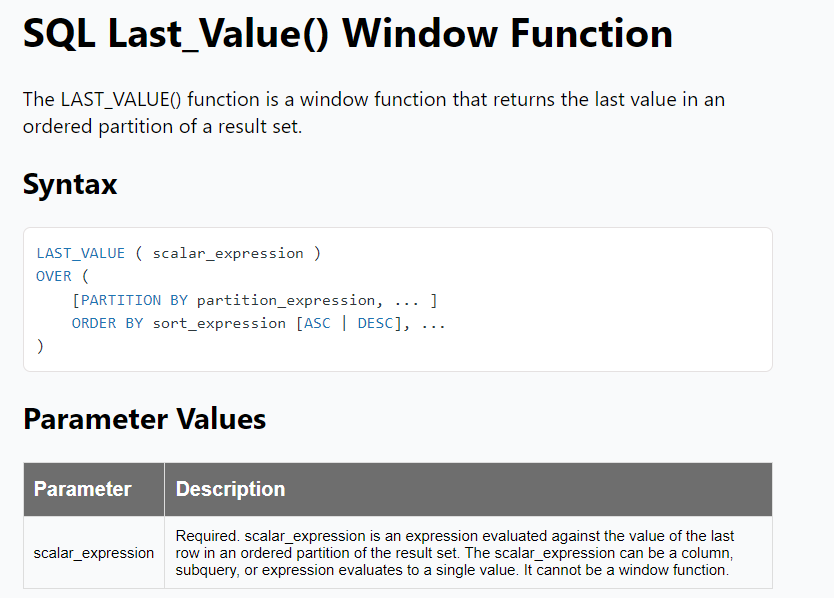 SQL Last_Value() Window Function
The LAST_VALUE() function is a window function that returns the last value in an
ordered partition of a result set.
Syntax
LAST_VALUE ( scalar_expression )
OVER (
    [PARTITION BY partition_expression, ... ]
    ORDER BY sort_expression [ASC | DESC], ...
)
Parameter Values
Parameter Description
scalar_expression
Required. scalar_expression is an expression evaluated against the value of the last
row in an ordered partition of the result set. The scalar_expression can be a column,
subquery, or expression evaluates to a single value. It cannot be a window function.